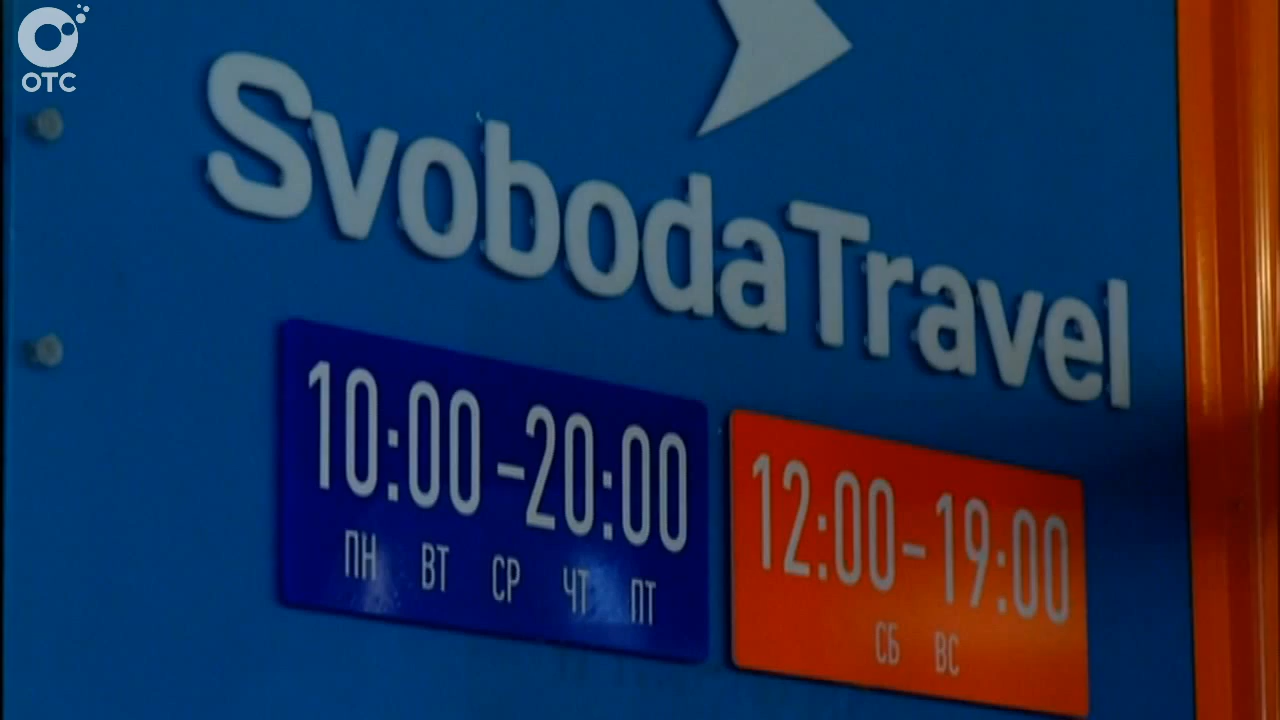 ОТС
SvobodaTravel
10:00-20:00
ПН ВТ СР ЧТ ПТ
12:00-19:00
СБ ВС